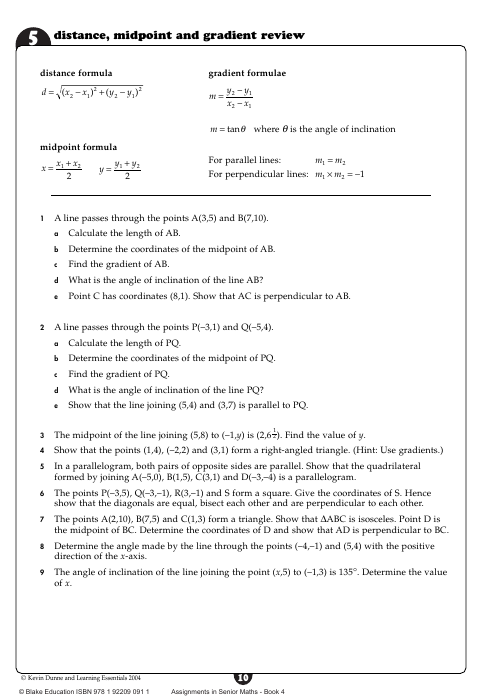 5 distance, midpoint and gradient review
distance formula
d = √(x₂ − x₁)² + (y₂ − y₁)²
midpoint formula
x = (x₁ + x₂)/2 y = (y₁ + y₂)/2
gradient formulae
m = (y₂ − y₁)/(x₂ − x₁)
m = tan θ where θ is the angle of inclination
For parallel lines: m₁ = m₂
For perpendicular lines: m₁ × m₂ = −1
1 A line passes through the points A(3,5) and B(7,10).
a Calculate the length of AB.
b Determine the coordinates of the midpoint of AB.
c Find the gradient of AB.
d What is the angle of inclination of the line AB?
e Point C has coordinates (8,1). Show that AC is perpendicular to AB.
2 A line passes through the points P(−3,1) and Q(−5,4).
a Calculate the length of PQ.
b Determine the coordinates of the midpoint of PQ.
c Find the gradient of PQ.
d What is the angle of inclination of the line PQ?
e Show that the line joining (5,4) and (3,7) is parallel to PQ.
3 The midpoint of the line joining (5,8) to (−1,y) is (2,6½). Find the value of y.
4 Show that the points (1,4), (−2,2) and (3,1) form a right-angled triangle. (Hint: Use gradients.)
5 In a parallelogram, both pairs of opposite sides are parallel. Show that the quadrilateral
formed by joining A(−5,0), B(1,5), C(3,1) and D(−3,−4) is a parallelogram.
6 The points P(−3,5), Q(−3,−1), R(3,−1) and S form a square. Give the coordinates of S. Hence
show that the diagonals are equal, bisect each other and are perpendicular to each other.
7 The points A(2,10), B(7,5) and C(1,3) form a triangle. Show that ΔABC is isosceles. Point D is
the midpoint of BC. Determine the coordinates of D and show that AD is perpendicular to BC.
8 Determine the angle made by the line through the points (−4,−1) and (5,4) with the positive
direction of the x-axis.
9 The angle of inclination of the line joining the point (x,5) to (−1,3) is 135°. Determine the value
of x.
© Kevin Dunne and Learning Essentials 2004
10
© Blake Education ISBN 978 1 92209 091 1 Assignments in Senior Maths - Book 4